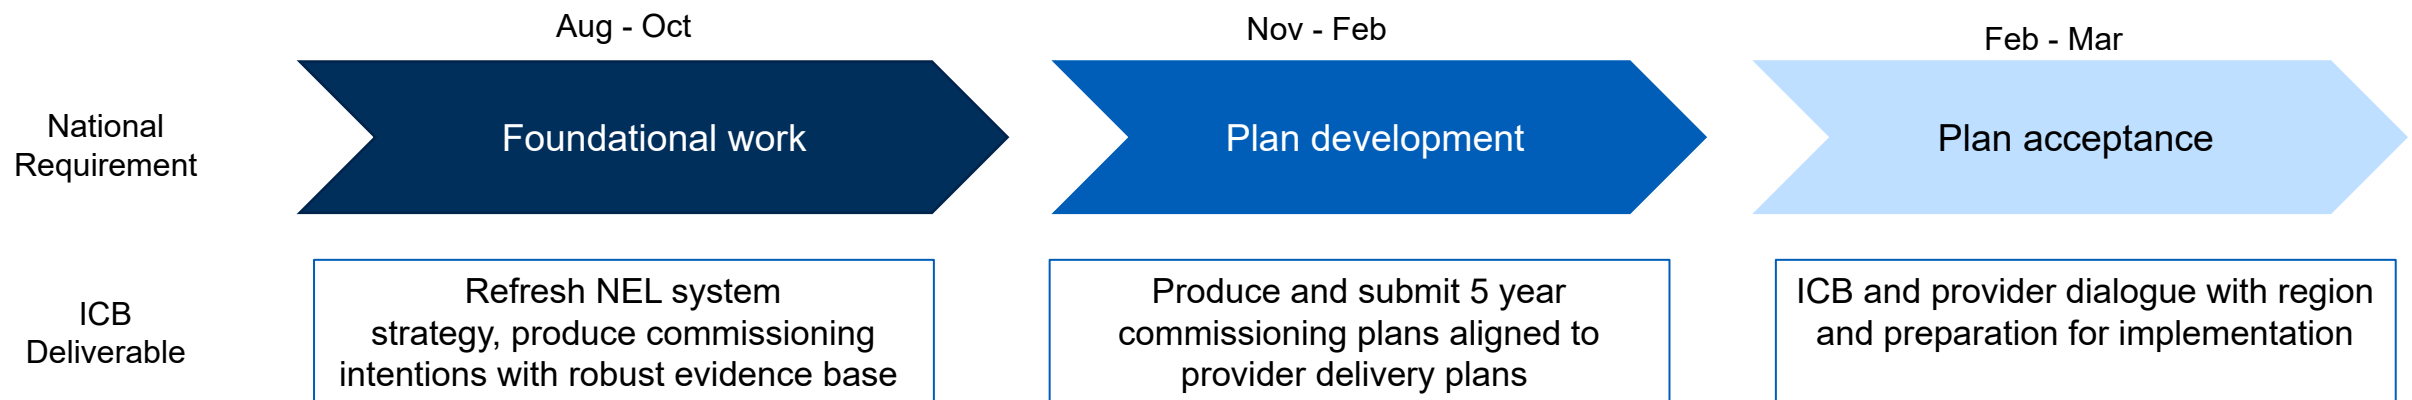 Aug - Oct
Nov - Feb
Feb - Mar
National
Requirement
Foundational work
Plan development
Plan acceptance
ICB
Deliverable
Refresh NEL system
strategy, produce commissioning
intentions with robust evidence base
Produce and submit 5 year
commissioning plans aligned to
provider delivery plans
ICB and provider dialogue with region
and preparation for implementation